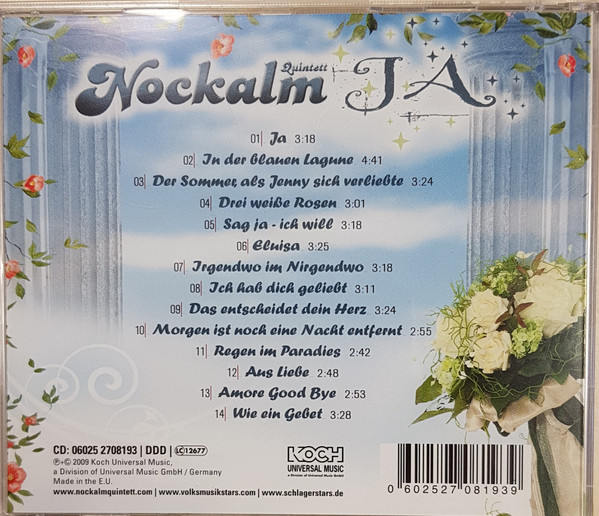 Nockalm Quintett JA
01| Ja 3:18
02| In der blauen Lagune 4:41
03| Der Sommer, als Jenny sich verliebte 3:24
04| Drei weiße Rosen 3:01
05| Sag ja - ich will 3:18
06| Eluisa 3:25
07| Irgendwo im Nirgendwo 3:18
08| Ich hab dich geliebt 3:11
09| Das entscheidet dein Herz 3:24
10| Morgen ist noch eine Nacht entfernt 2:55
11| Regen im Paradies 2:42
12| Aus Liebe 2:48
13| Amore Good Bye 2:53
14| Wie ein Gebet 3:28
CD: 06025 2708193 | DDD | LC 12677
℗+© 2009 Koch Universal Music,
a Division of Universal Music GmbH / Germany
Made in the E.U.
www.nockalmquintett.com | www.volksmusikstars.com | www.schlagerstars.de
KOCH
UNIVERSAL MUSIC
a Division of Universal Music GmbH
0 602527 081939